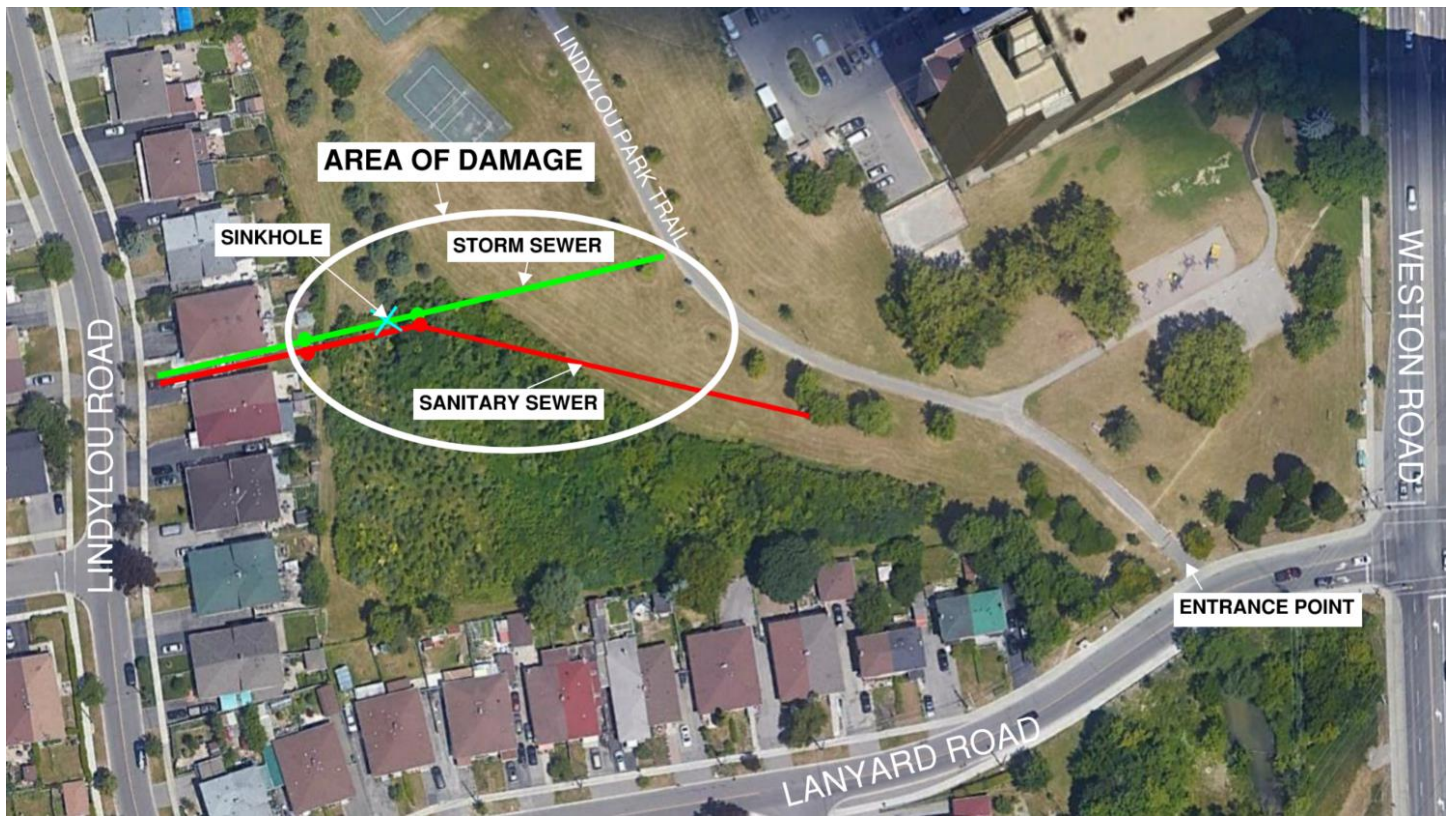 LINDYLOU PARK TRAIL
AREA OF DAMAGE
SINKHOLE
STORM SEWER
WESTON ROAD
LINDYLOU ROAD
SANITARY SEWER
ENTRANCE POINT
LANYARD ROAD